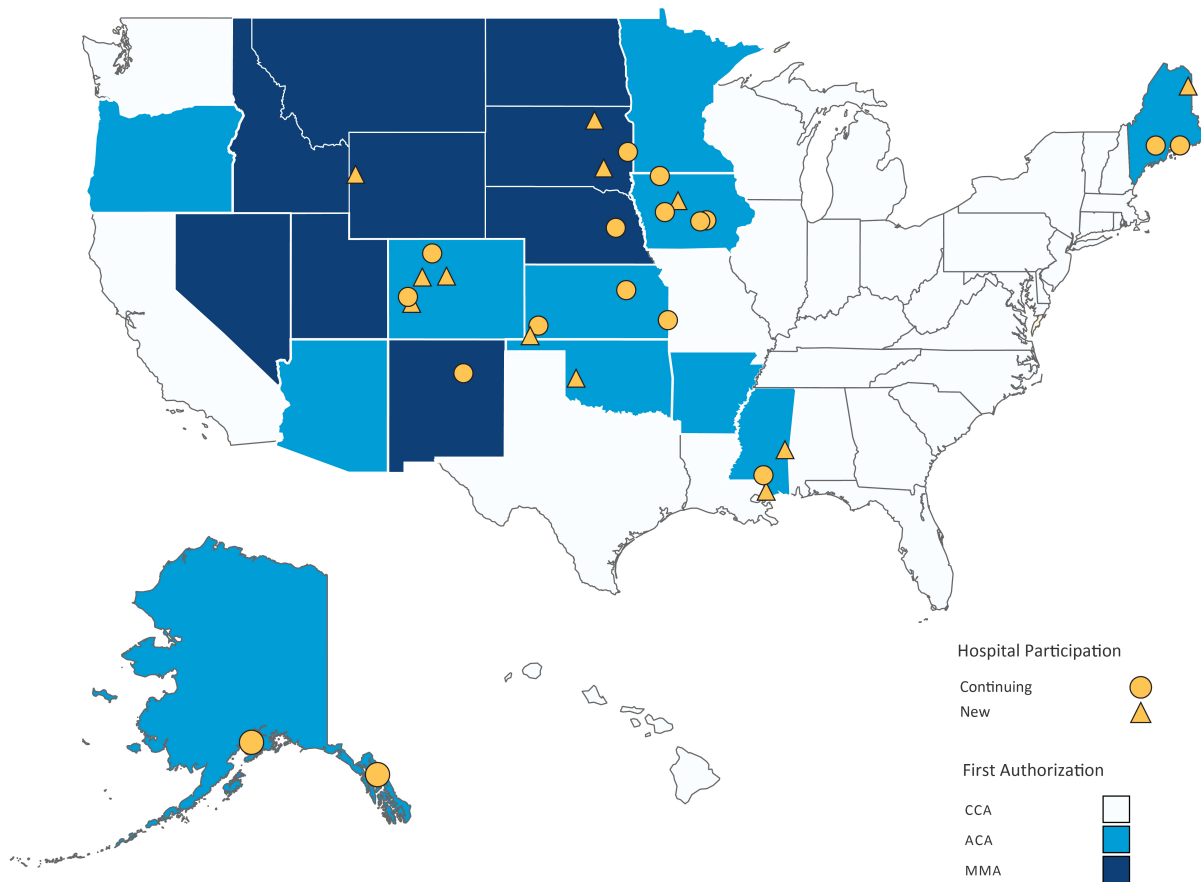 Hospital Participation
Continuing
New
First Authorization
CCA
ACA
MMA